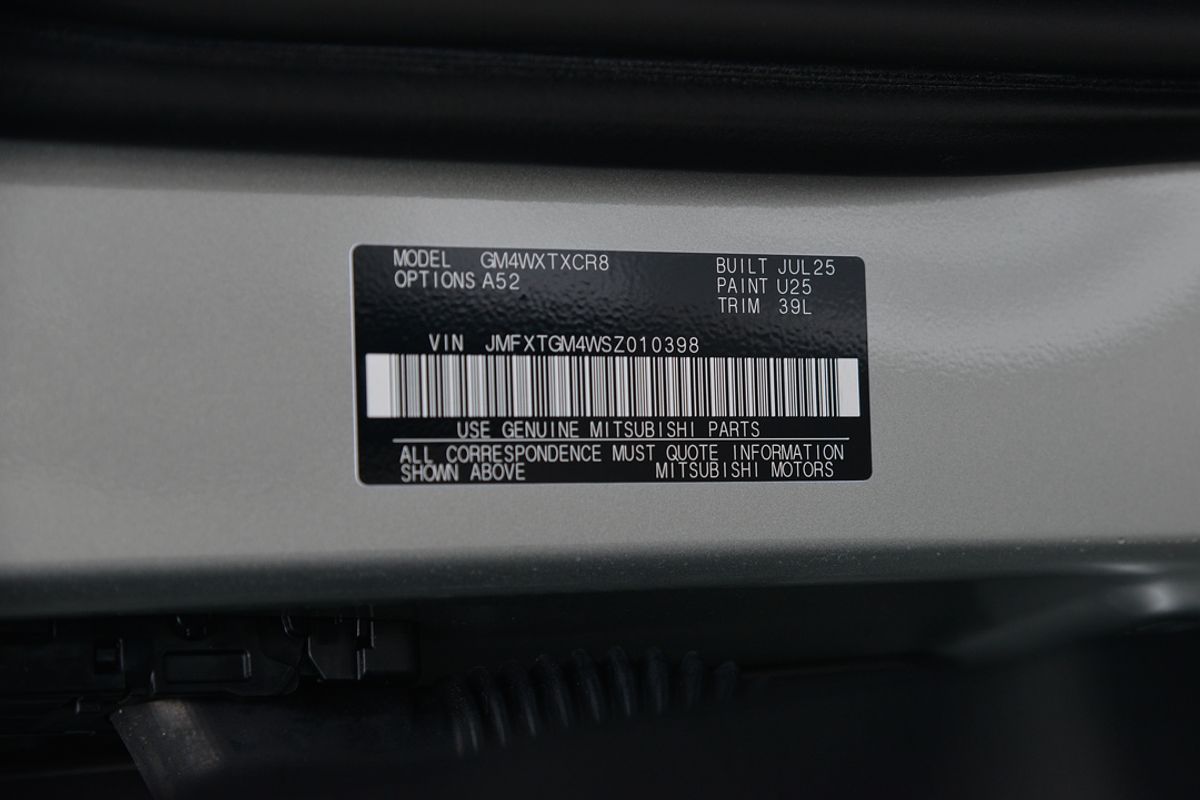 MODEL GM4WXTXCR8 BUILT JUL25
OPTIONS A52 PAINT U25
TRIM 39L
VIN JMFXTGM4WSZ010398
USE GENUINE MITSUBISHI PARTS
ALL CORRESPONDENCE MUST QUOTE INFORMATION
SHOWN ABOVE MITSUBISHI MOTORS